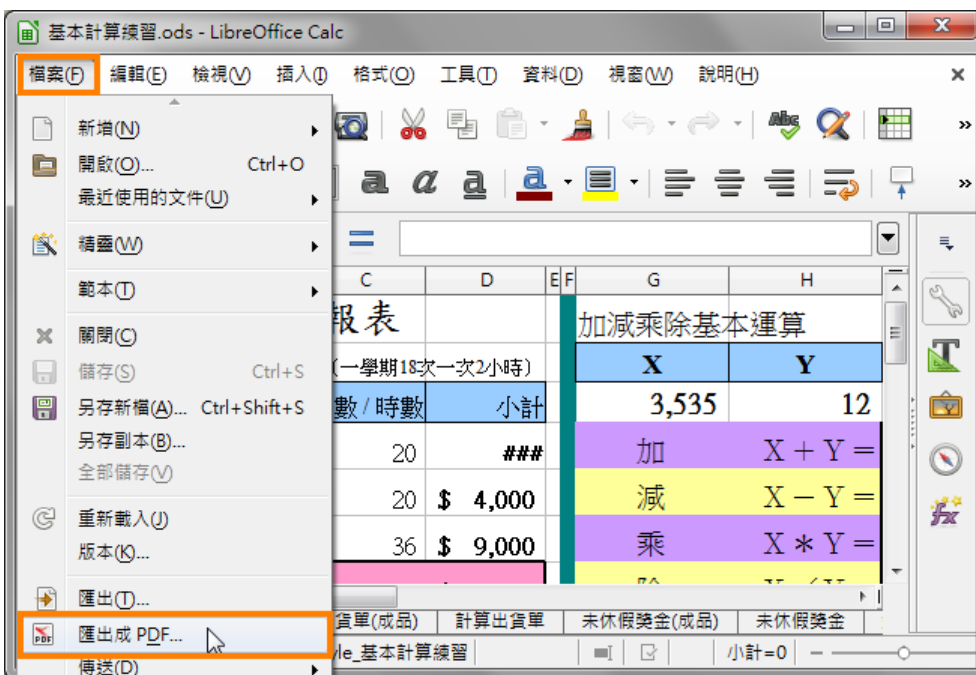 基本計算練習.ods - LibreOffice Calc
檔案(F) 編輯(E) 檢視(V) 插入(I) 格式(O) 工具(T) 資料(D) 視窗(W) 說明(H)
新增(N)
開啟(O)... Ctrl+O
最近使用的文件(U)
精靈(W)
範本(T)
關閉(C)
儲存(S) Ctrl+S
另存新檔(A)... Ctrl+Shift+S
另存副本(B)...
全部儲存(V)
重新載入(J)
版本(K)...
匯出(T)...
匯出成 PDF...
傳送(D)
a a a a
Abc
C D E F G H
報表 加減乘除基本運算
(一學期18次一次2小時) X Y
數/時數 小計 3,535 12
20 ### 加 X + Y =
20 $ 4,000 減 X − Y =
36 $ 9,000 乘 X * Y =
貨單(成品) 計算出貨單 未休假獎金(成品) 未休假獎金
le_基本計算練習 小計=0